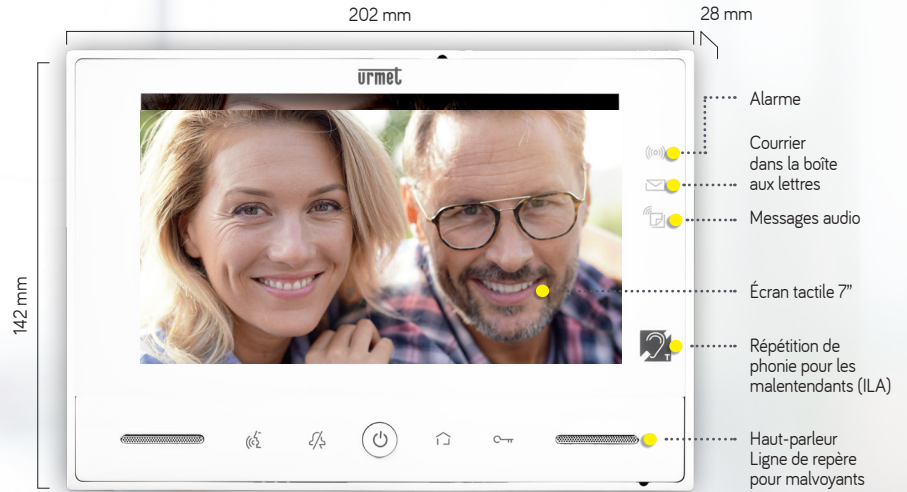 202 mm
28 mm
urmet
142 mm
Alarme
Courrier
dans la boîte
aux lettres
Messages audio
Écran tactile 7”
T
Répétition de
phonie pour les
malentendants (ILA)
Haut-parleur
Ligne de repère
pour malvoyants